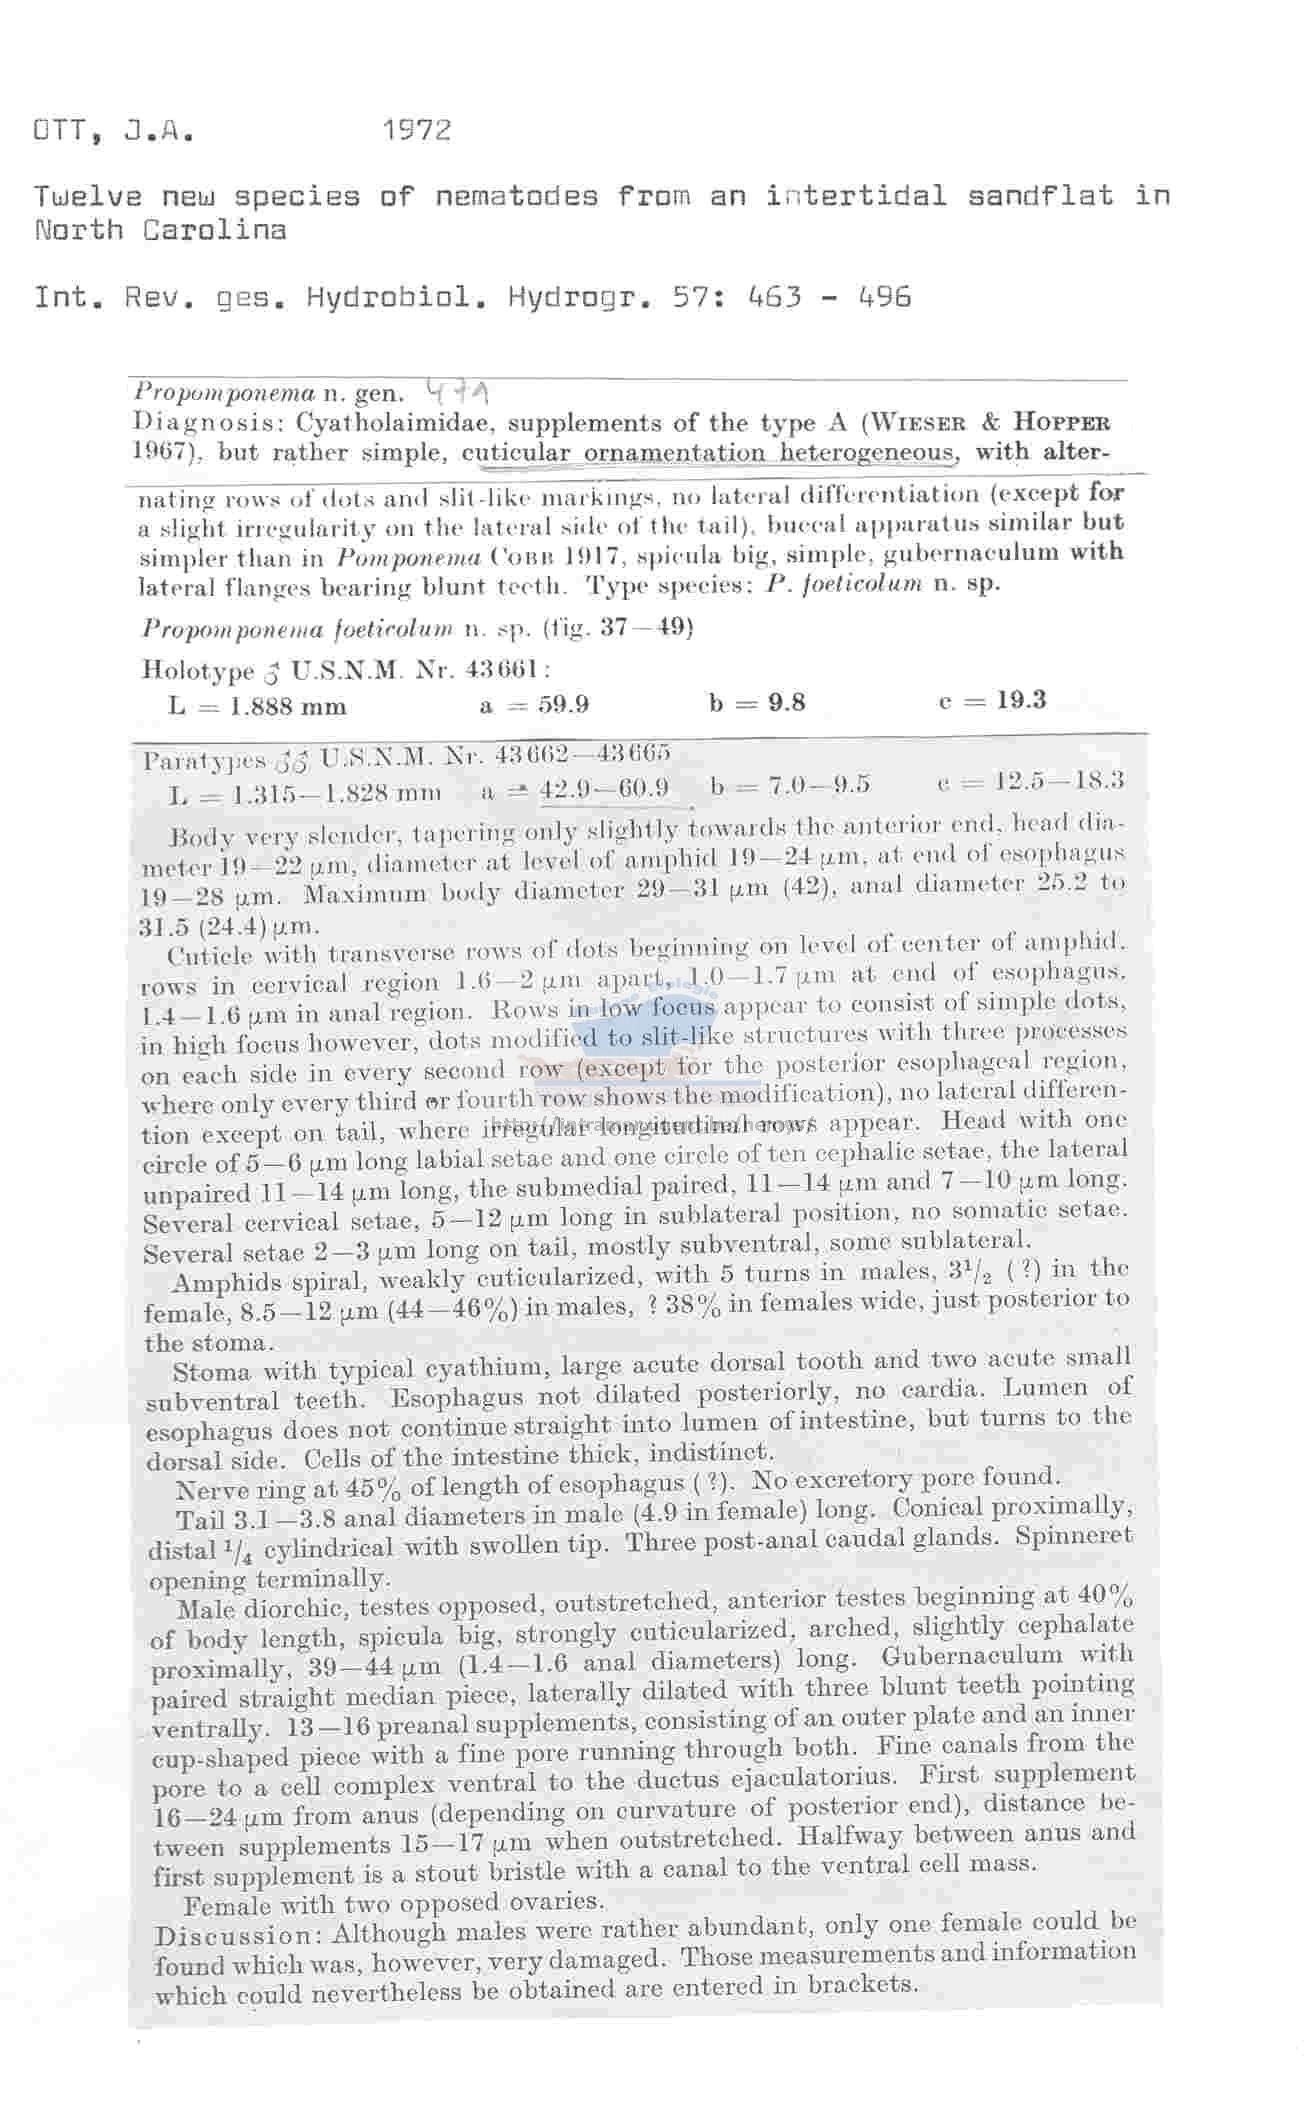 OTT, J.A. 1972
Twelve new species of nematodes from an intertidal sandflat in
North Carolina
Int. Rev. ges. Hydrobiol. Hydrogr. 57: 463 - 496
Propomponema n. gen. 471
Diagnosis: Cyatholaimidae, supplements of the type A (WIESER & HOPPER
1967), but rather simple, cuticular ornamentation heterogeneous, with alter-
nating rows of dots and slit-like markings, no lateral differentiation (except for
a slight irregularity on the lateral side of the tail), buccal apparatus similar but
simpler than in Pomponema COBB 1917, spicula big, simple, gubernaculum with
lateral flanges bearing blunt teeth. Type species: P. foeticolum n. sp.
Propomponema foeticolum n. sp. (fig. 37—49)
Holotype ♂ U.S.N.M. Nr. 43661:
L = 1.888 mm a = 59.9 b = 9.8 c = 19.3
Paratypes ♂♂ U.S.N.M. Nr. 43662—43665
L = 1.315—1.828 mm a = 42.9—60.9 b = 7.0—9.5 c = 12.5—18.3
Body very slender, tapering only slightly towards the anterior end, head dia-
meter 19—22 µm, diameter at level of amphid 19—24 µm, at end of esophagus
19—28 µm. Maximum body diameter 29—31 µm (42), anal diameter 25.2 to
31.5 (24.4) µm.
Cuticle with transverse rows of dots beginning on level of center of amphid,
rows in cervical region 1.6—2 µm apart, 1.0—1.7 µm at end of esophagus,
1.4—1.6 µm in anal region. Rows in low focus appear to consist of simple dots,
in high focus however, dots modified to slit-like structures with three processes
on each side in every second row (except for the posterior esophageal region,
where only every third or fourth row shows the modification), no lateral differen-
tion except on tail, where irregular longitudinal rows appear. Head with one
circle of 5—6 µm long labial setae and one circle of ten cephalic setae, the lateral
unpaired 11—14 µm long, the submedial paired, 11—14 µm and 7—10 µm long.
Several cervical setae, 5—12 µm long in sublateral position, no somatic setae.
Several setae 2—3 µm long on tail, mostly subventral, some sublateral.
Amphids spiral, weakly cuticularized, with 5 turns in males, 3 1/2 (?) in the
female, 8.5—12 µm (44—46%) in males, ? 38% in females wide, just posterior to
the stoma.
Stoma with typical cyathium, large acute dorsal tooth and two acute small
subventral teeth. Esophagus not dilated posteriorly, no cardia. Lumen of
esophagus does not continue straight into lumen of intestine, but turns to the
dorsal side. Cells of the intestine thick, indistinct.
Nerve ring at 45% of length of esophagus (?). No excretory pore found.
Tail 3.1—3.8 anal diameters in male (4.9 in female) long. Conical proximally,
distal 1/4 cylindrical with swollen tip. Three post-anal caudal glands. Spinneret
opening terminally.
Male diorchic, testes opposed, outstretched, anterior testes beginning at 40%
of body length, spicula big, strongly cuticularized, arched, slightly cephalate
proximally, 39—44 µm (1.4—1.6 anal diameters) long. Gubernaculum with
paired straight median piece, laterally dilated with three blunt teeth pointing
ventrally. 13—16 preanal supplements, consisting of an outer plate and an inner
cup-shaped piece with a fine pore running through both. Fine canals from the
pore to a cell complex ventral to the ductus ejaculatorius. First supplement
16—24 µm from anus (depending on curvature of posterior end), distance be-
tween supplements 15—17 µm when outstretched. Halfway between anus and
first supplement is a stout bristle with a canal to the ventral cell mass.
Female with two opposed ovaries.
Discussion: Although males were rather abundant, only one female could be
found which was, however, very damaged. Those measurements and information
which could nevertheless be obtained are entered in brackets.